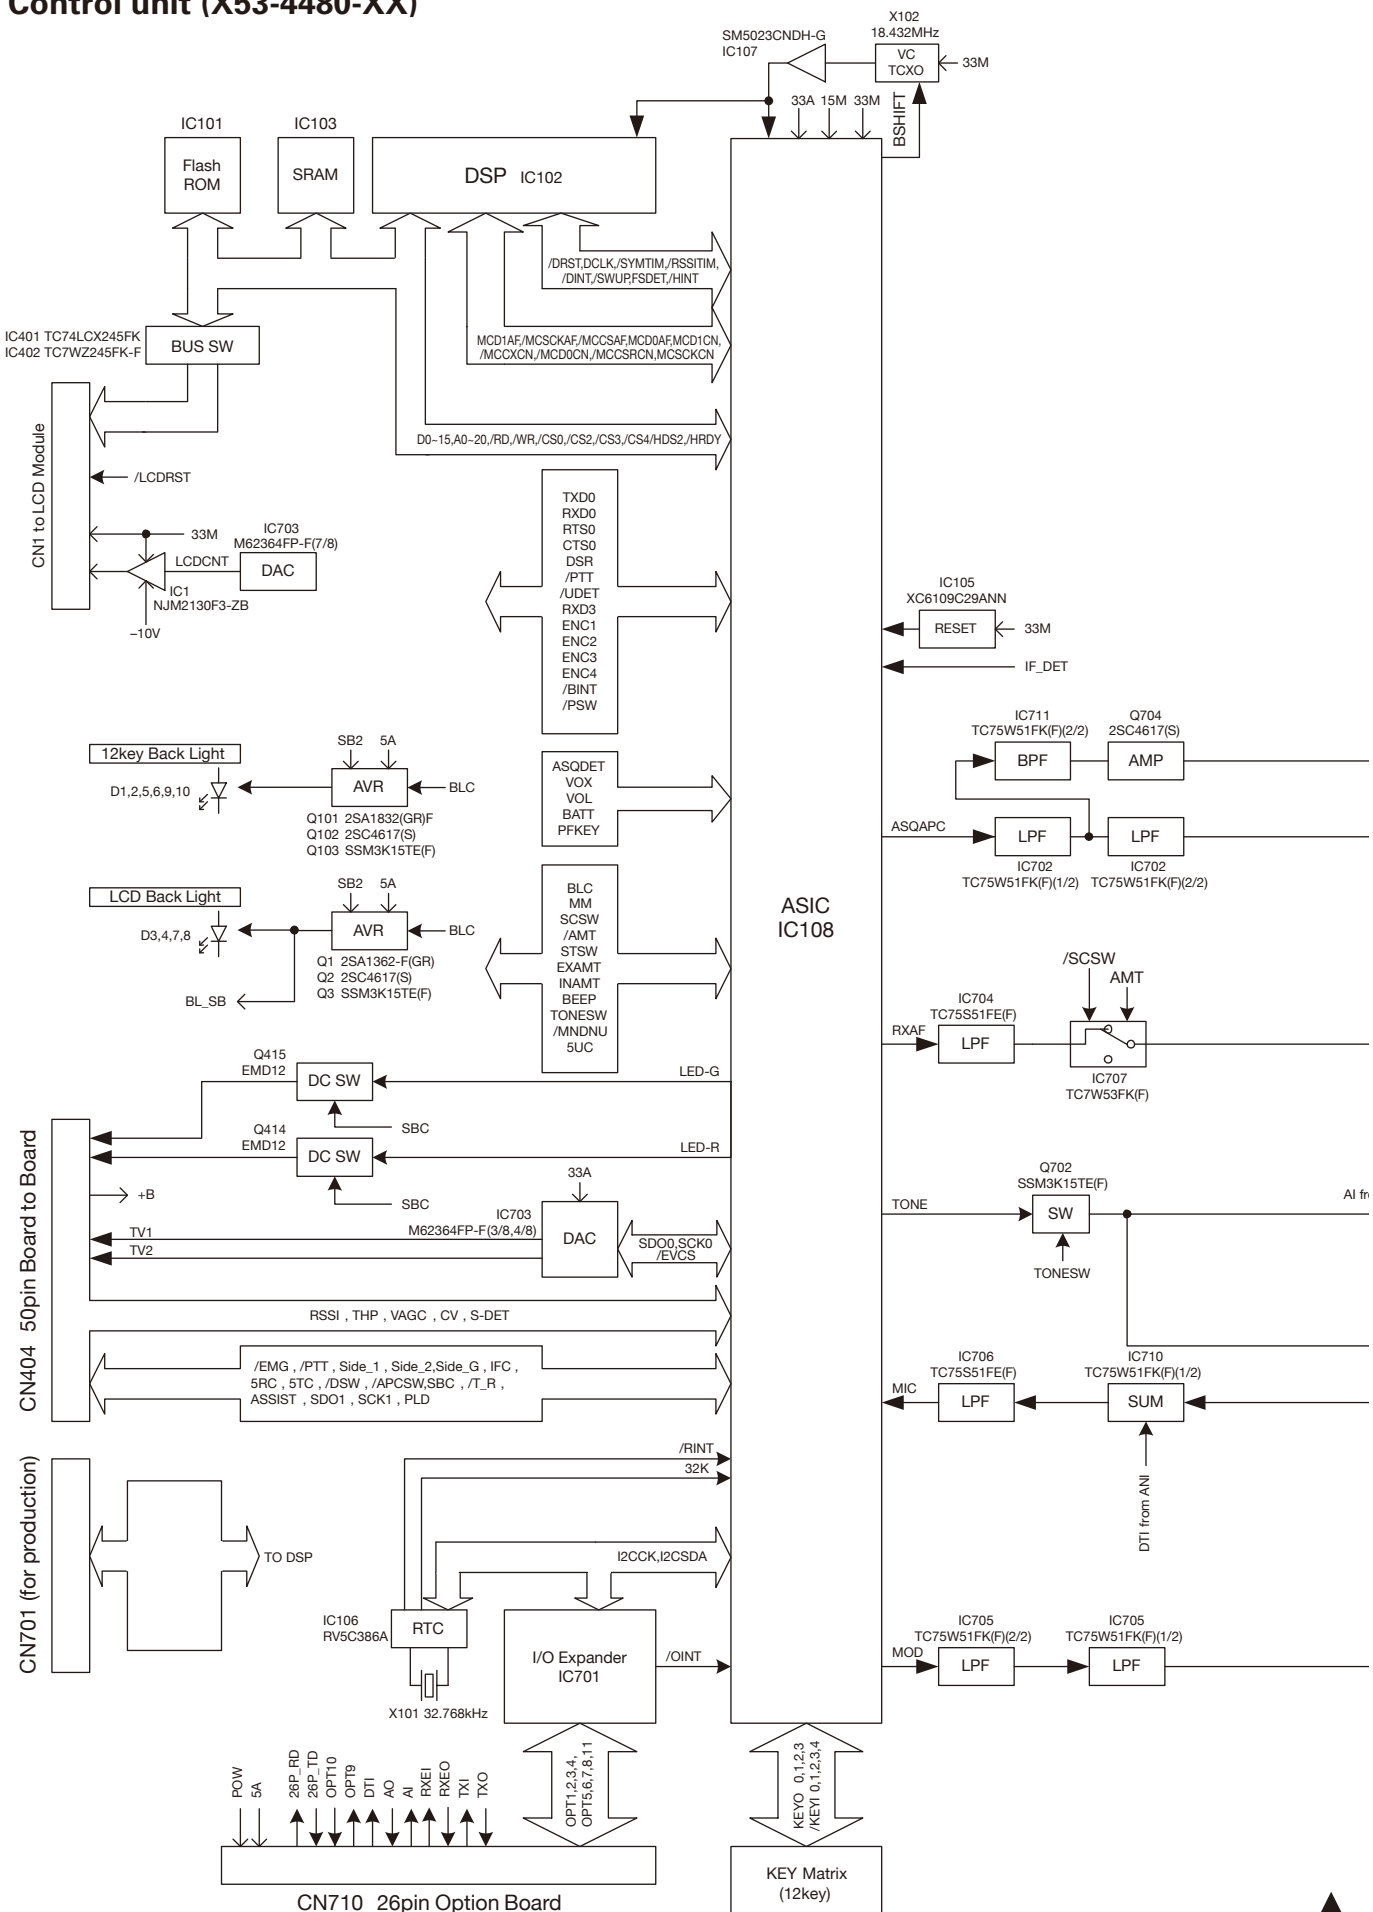 Control unit (X53-4480-XX)
X102
18.432MHz
SM5023CNDH-G
IC107
VC
TCXO
33M
33A 15M 33M
BSHIFT
IC101
IC103
Flash
ROM
SRAM
DSP IC102
/DRST,DCLK,/SYMTIM,/RSSITIM,
/DINT,/SWUP,FSDET,/HINT
IC401 TC74LCX245FK
IC402 TC7WZ245FK-F
BUS SW
MCD1AF,/MCSCKAF,/MCCSAF,MCD0AF,MCD1CN,
/MCCXCN,/MCD0CN,/MCCSRCN,MCSCKCN
D0~15,A0~20,/RD,/WR,/CS0,/CS2,/CS3,/CS4/HDS2,/HRDY
CN1 to LCD Module
/LCDRST
33M
IC703
M62364FP-F(7/8)
LCDCNT
DAC
IC1
NJM2130F3-ZB
–10V
TXD0
RXD0
RTS0
CTS0
DSR
/PTT
/UDET
RXD3
ENC1
ENC2
ENC3
ENC4
/BINT
/PSW
IC105
XC6109C29ANN
RESET
33M
IF_DET
12key Back Light
D1,2,5,6,9,10
SB2 5A
AVR
BLC
Q101 2SA1832(GR)F
Q102 2SC4617(S)
Q103 SSM3K15TE(F)
ASQDET
VOX
VOL
BATT
PFKEY
IC711
TC75W51FK(F)(2/2)
BPF
Q704
2SC4617(S)
AMP
ASQAPC
LPF
LPF
IC702
TC75W51FK(F)(1/2)
IC702
TC75W51FK(F)(2/2)
LCD Back Light
D3,4,7,8
SB2 5A
AVR
BLC
Q1 2SA1362-F(GR)
Q2 2SC4617(S)
Q3 SSM3K15TE(F)
BL_SB
BLC
MM
SCSW
/AMT
STSW
EXAMT
INAMT
BEEP
TONESW
/MNDNU
5UC
ASIC
IC108
/SCSW
AMT
IC704
TC75S51FE(F)
RXAF
LPF
IC707
TC7W53FK(F)
Q415
EMD12
DC SW
LED-G
SBC
Q414
EMD12
DC SW
LED-R
SBC
CN404 50pin Board to Board
+B
33A
IC703
M62364FP-F(3/8,4/8)
DAC
TV1
TV2
SDO0,SCK0
/EVCS
Q702
SSM3K15TE(F)
TONE
SW
TONESW
RSSI , THP , VAGC , CV , S-DET
/EMG , /PTT , Side_1 , Side_2,Side_G , IFC ,
5RC , 5TC , /DSW , /APCSW,SBC , /T_R ,
ASSIST , SDO1 , SCK1 , PLD
IC706
TC75S51FE(F)
IC710
TC75W51FK(F)(1/2)
MIC
LPF
SUM
DTI from ANI
CN701 (for production)
TO DSP
/RINT
32K
I2CCK,I2CSDA
IC106
RV5C386A
RTC
X101 32.768kHz
I/O Expander
IC701
/OINT
IC705
TC75W51FK(F)(2/2)
IC705
TC75W51FK(F)(1/2)
MOD
LPF
LPF
POW
5A
26P_RD
26P_TD
OPT10
OPT9
DTI
AO
AI
RXEI
RXEO
TXI
TXO
OPT1,2,3,4,
OPT5,6,7,8,11
KEYO 0,1,2,3
/KEYI 0,1,2,3,4
CN710 26pin Option Board
KEY Matrix
(12key)